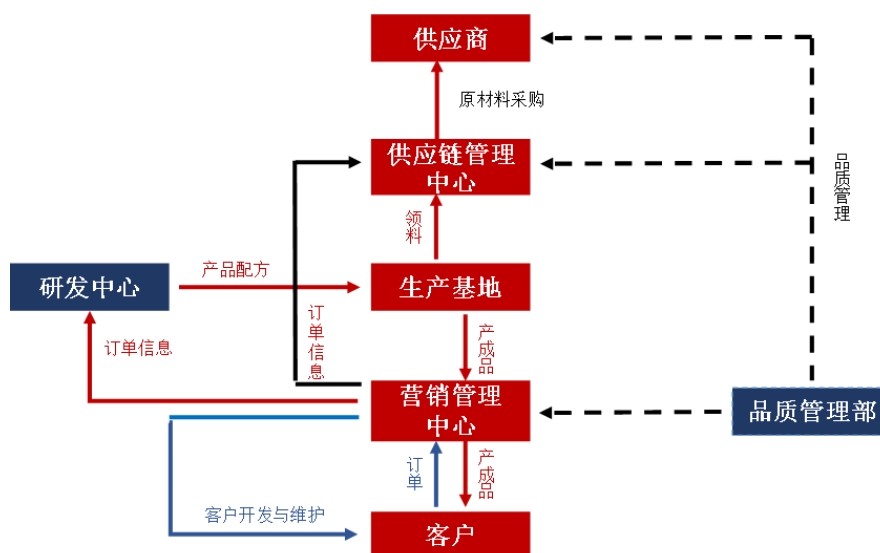 供应商
原材料采购
供应链管理
中心
品质管理
领料
产品配方
研发中心
生产基地
订单信息
订单信息
产成品
营销管理
中心
品质管理部
订单
产成品
客户开发与维护
客户